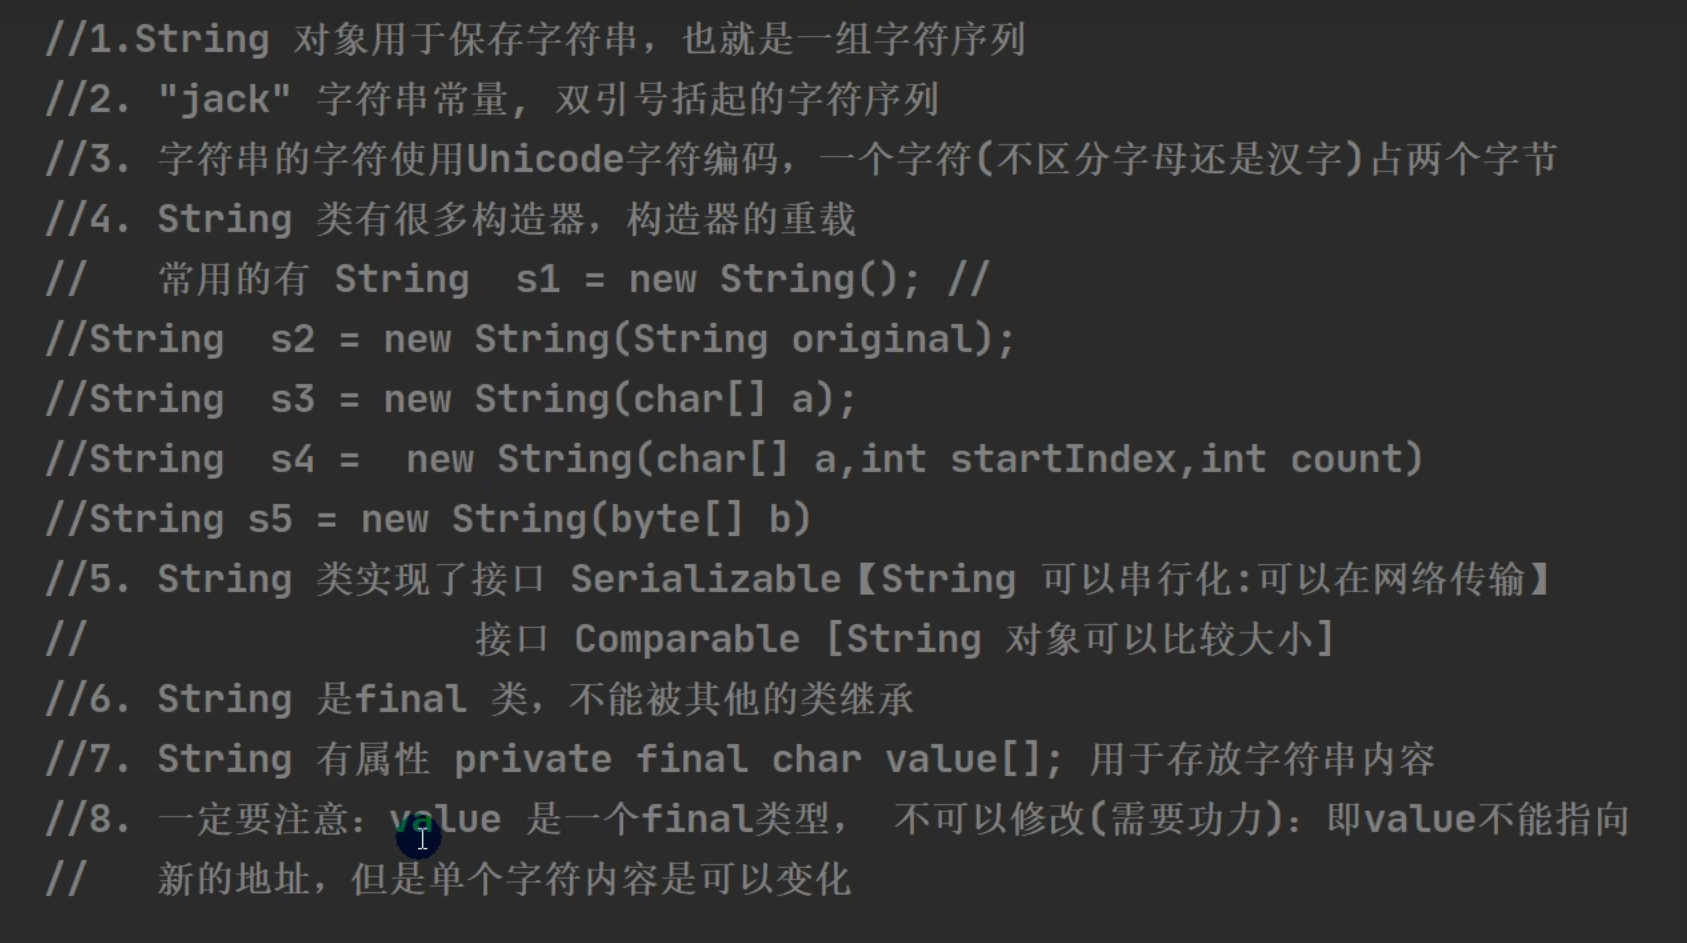 //1.String 对象用于保存字符串，也就是一组字符序列
//2. "jack" 字符串常量, 双引号括起的字符序列
//3. 字符串的字符使用Unicode字符编码，一个字符(不区分字母还是汉字)占两个字节
//4. String 类有很多构造器，构造器的重载
//   常用的有 String  s1 = new String(); //
//String  s2 = new String(String original);
//String  s3 = new String(char[] a);
//String  s4 =  new String(char[] a,int startIndex,int count)
//String s5 = new String(byte[] b)
//5. String 类实现了接口 Serializable【String 可以串行化:可以在网络传输】
//                 接口 Comparable [String 对象可以比较大小]
//6. String 是final 类，不能被其他的类继承
//7. String 有属性 private final char value[]; 用于存放字符串内容
//8. 一定要注意：value 是一个final类型， 不可以修改(需要功力)：即value不能指向
//   新的地址，但是单个字符内容是可以变化